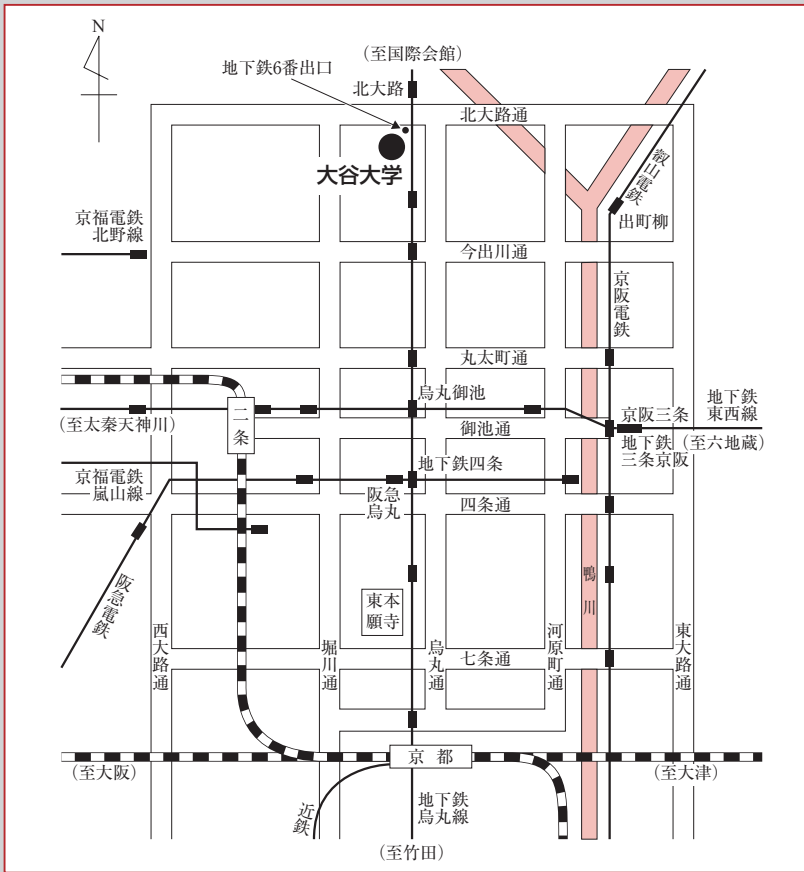 N
(至国際会館)
地下鉄6番出口
北大路
北大路通
大谷大学
叡山電鉄
出町柳
京福電鉄
北野線
今出川通
京阪電鉄
丸太町通
烏丸御池
地下鉄
東西線
(至太秦天神川)
二条
御池通
京阪三条
地下鉄
三条京阪
(至六地蔵)
京福電鉄
嵐山線
地下鉄四条
阪急
烏丸
四条通
阪急電鉄
鴨川
東本
願寺
西大路通
堀川通
烏丸通
七条通
河原町通
東大路通
京都
(至大阪)
(至大津)
近鉄
地下鉄
烏丸線
(至竹田)